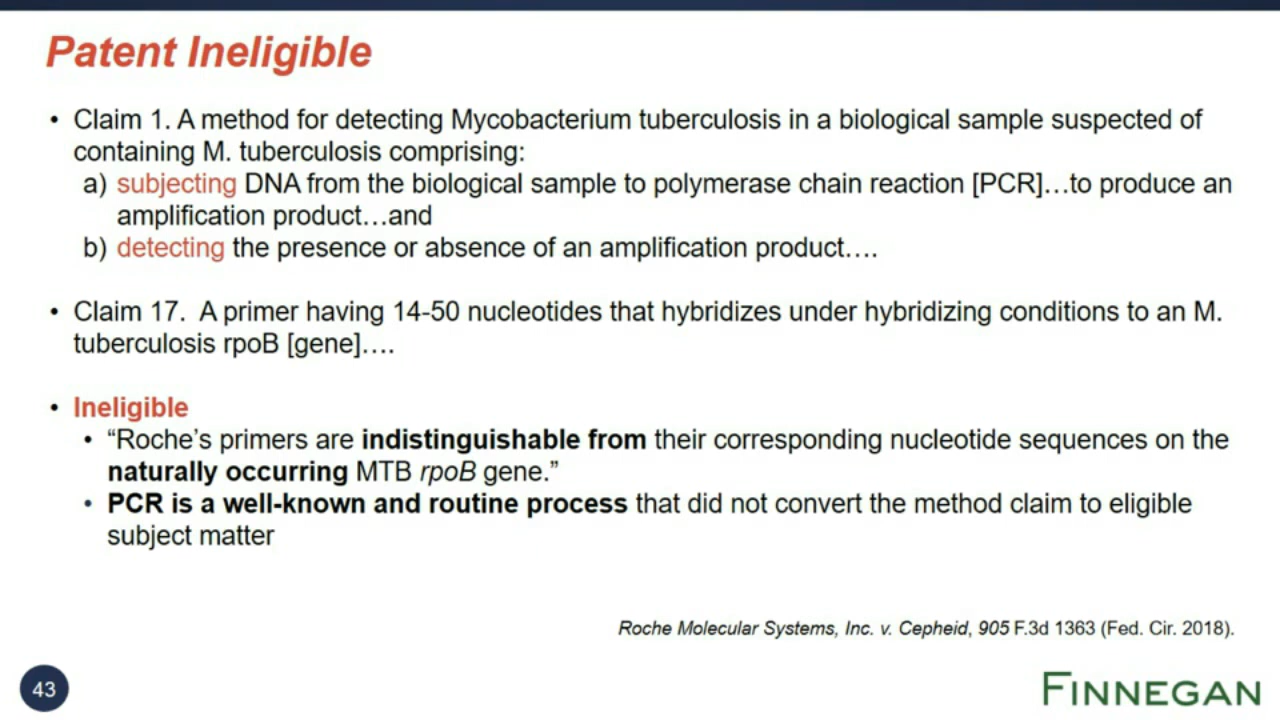 Patent Ineligible
• Claim 1. A method for detecting Mycobacterium tuberculosis in a biological sample suspected of
containing M. tuberculosis comprising:
a) subjecting DNA from the biological sample to polymerase chain reaction [PCR]…to produce an
amplification product…and
b) detecting the presence or absence of an amplification product….
• Claim 17.  A primer having 14-50 nucleotides that hybridizes under hybridizing conditions to an M.
tuberculosis rpoB [gene]….
• Ineligible
• “Roche’s primers are indistinguishable from their corresponding nucleotide sequences on the
naturally occurring MTB rpoB gene.”
• PCR is a well-known and routine process that did not convert the method claim to eligible
subject matter
Roche Molecular Systems, Inc. v. Cepheid, 905 F.3d 1363 (Fed. Cir. 2018).
43
FINNEGAN